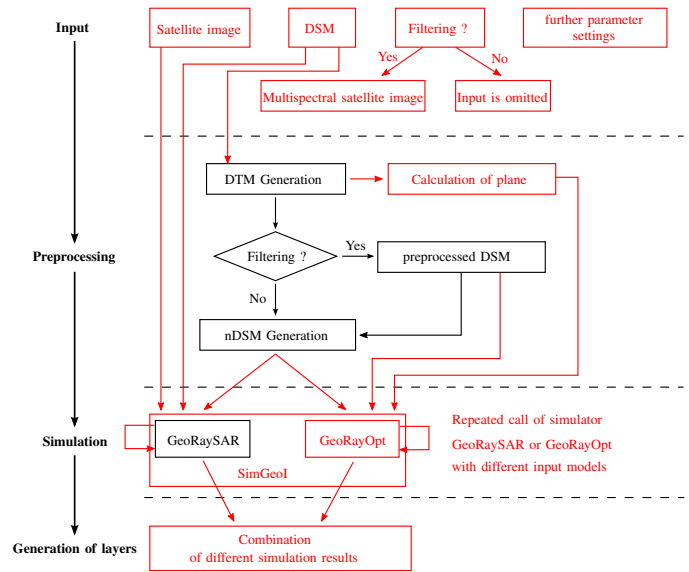 Input
Satellite image
DSM
Filtering ?
further parameter
settings
Yes
No
Multispectral satellite image
Input is omitted
DTM Generation
Calculation of plane
Preprocessing
Filtering ?
Yes
preprocessed DSM
No
nDSM Generation
Simulation
GeoRaySAR
GeoRayOpt
SimGeoI
Repeated call of simulator
GeoRaySAR or GeoRayOpt
with different input models
Generation of layers
Combination
of different simulation results